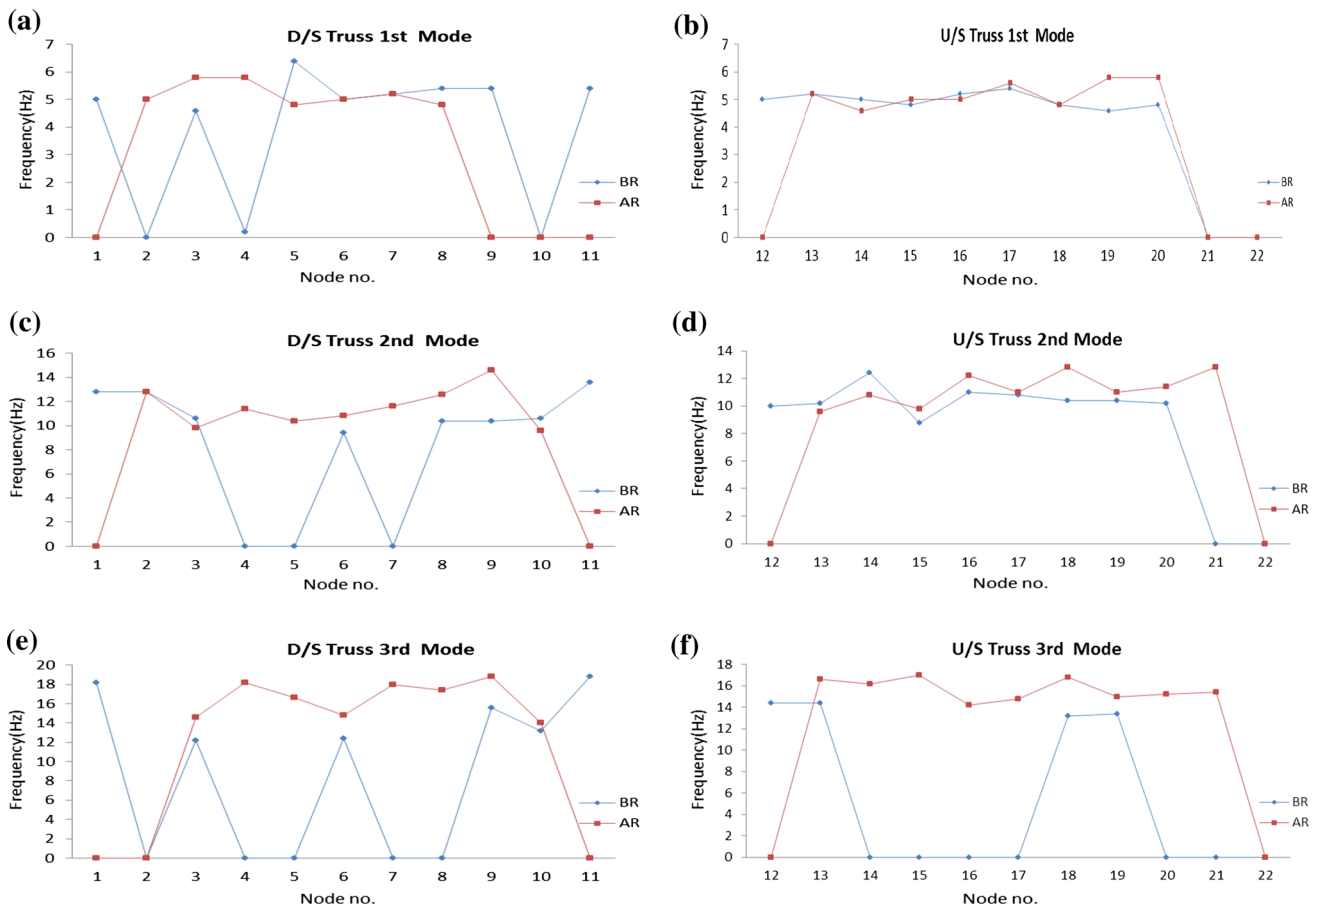 (a)
D/S Truss 1st Mode
Frequency(Hz)
7
6
5
4
3
2
1
0
1 2 3 4 5 6 7 8 9 10 11
Node no.
BR
AR
(b)
U/S Truss 1st Mode
Frequency(Hz)
7
6
5
4
3
2
1
0
12 13 14 15 16 17 18 19 20 21 22
Node no.
BR
AR
(c)
D/S Truss 2nd Mode
Frequency(Hz)
16
14
12
10
8
6
4
2
0
1 2 3 4 5 6 7 8 9 10 11
Node no.
BR
AR
(d)
U/S Truss 2nd Mode
Frequency(Hz)
14
12
10
8
6
4
2
0
12 13 14 15 16 17 18 19 20 21 22
Node no.
BR
AR
(e)
D/S Truss 3rd Mode
Frequency(Hz)
20
18
16
14
12
10
8
6
4
2
0
1 2 3 4 5 6 7 8 9 10 11
Node no.
BR
AR
(f)
U/S Truss 3rd Mode
Frequency(Hz)
18
16
14
12
10
8
6
4
2
0
12 13 14 15 16 17 18 19 20 21 22
Node no.
BR
AR